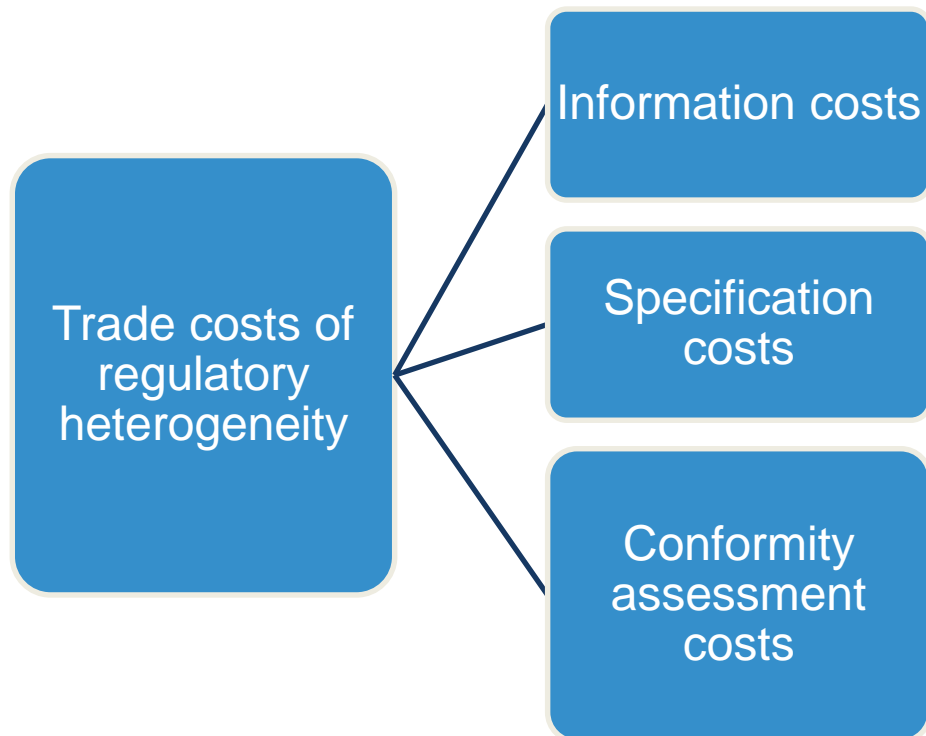 Trade costs of
regulatory
heterogeneity
Information costs
Specification
costs
Conformity
assessment
costs